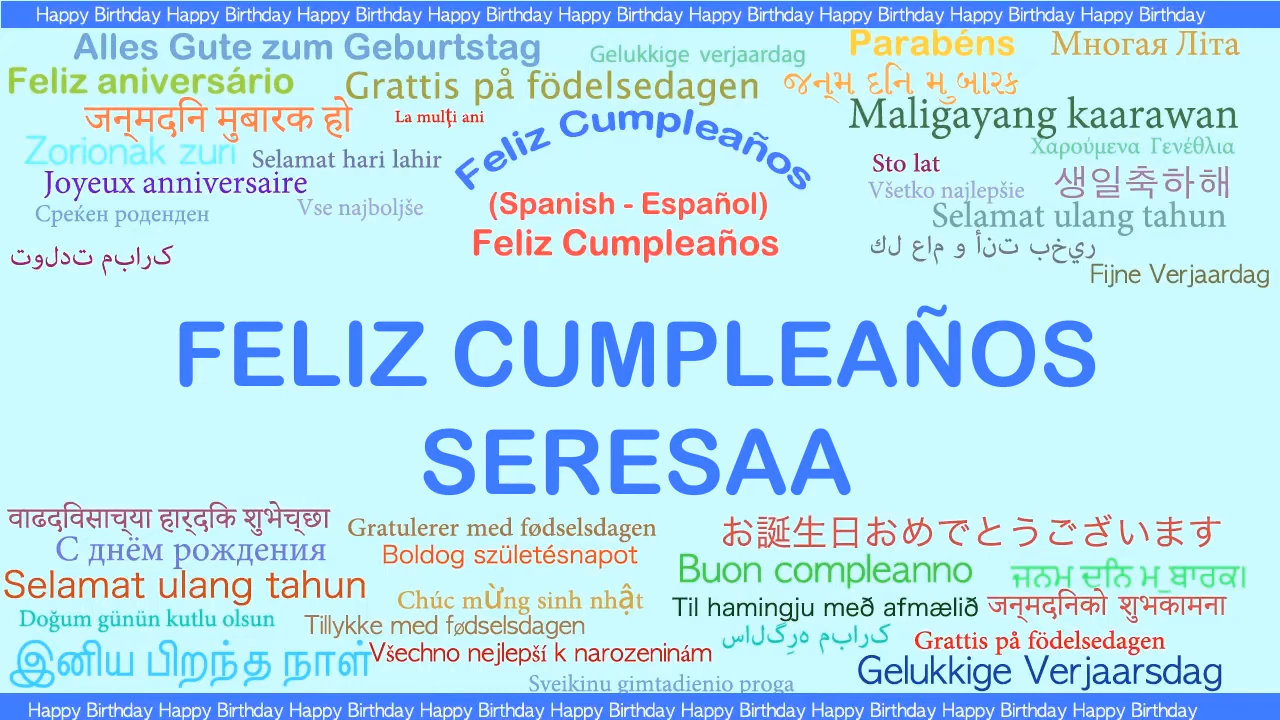 Happy Birthday Happy Birthday Happy Birthday Happy Birthday Happy Birthday Happy Birthday Happy Birthday Happy Birthday Happy Birthday
Alles Gute zum Geburtstag
Gelukkige verjaardag
Parabéns
Многая Літа
Feliz aniversário
Grattis på födelsedagen
જન્મ દિન મુબારક
जन्मदिन मुबारक हो
La mulţi ani
Feliz Cumpleaños
Maligayang kaarawan
Zorionak zuri
Selamat hari lahir
Sto lat
Χαρούμενα Γενέθλια
Joyeux anniversaire
(Spanish - Español)
Všetko najlepšie
생일축하해
Среќен роденден
Vse najboljše
Selamat ulang tahun
Feliz Cumpleaños
تولدت مبارک
كل عام و أنت بخير
Fijne Verjaardag
FELIZ CUMPLEAÑOS
SERESAA
वाढदिवसाच्या हार्दिक शुभेच्छा
Gratulerer med fødselsdagen
お誕生日おめでとうございます
С днём рождения
Boldog születésnapot
Buon compleanno
ਜਨਮ ਦਿਨ ਮੁਬਾਰਕ।
Selamat ulang tahun
Chúc mừng sinh nhật
Til hamingju með afmælið
जन्मदिनको शुभकामना
Doğum günün kutlu olsun
Tillykke med fødselsdagen
سالگرہ مبارک
Grattis på födelsedagen
இனிய பிறந்த நாள்
Všechno nejlepší k narozeninám
Gelukkige Verjaarsdag
Sveikinu gimtadienio proga
Happy Birthday Happy Birthday Happy Birthday Happy Birthday Happy Birthday Happy Birthday Happy Birthday Happy Birthday Happy Birthday